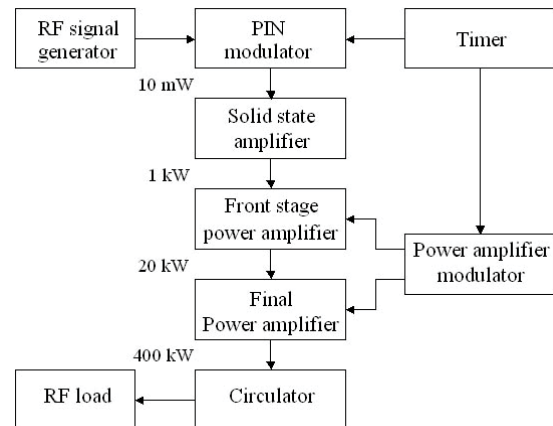 RF signal
generator
PIN
modulator
Timer
10 mW
Solid state
amplifier
1 kW
Front stage
power amplifier
Power amplifier
modulator
20 kW
Final
Power amplifier
400 kW
RF load
Circulator